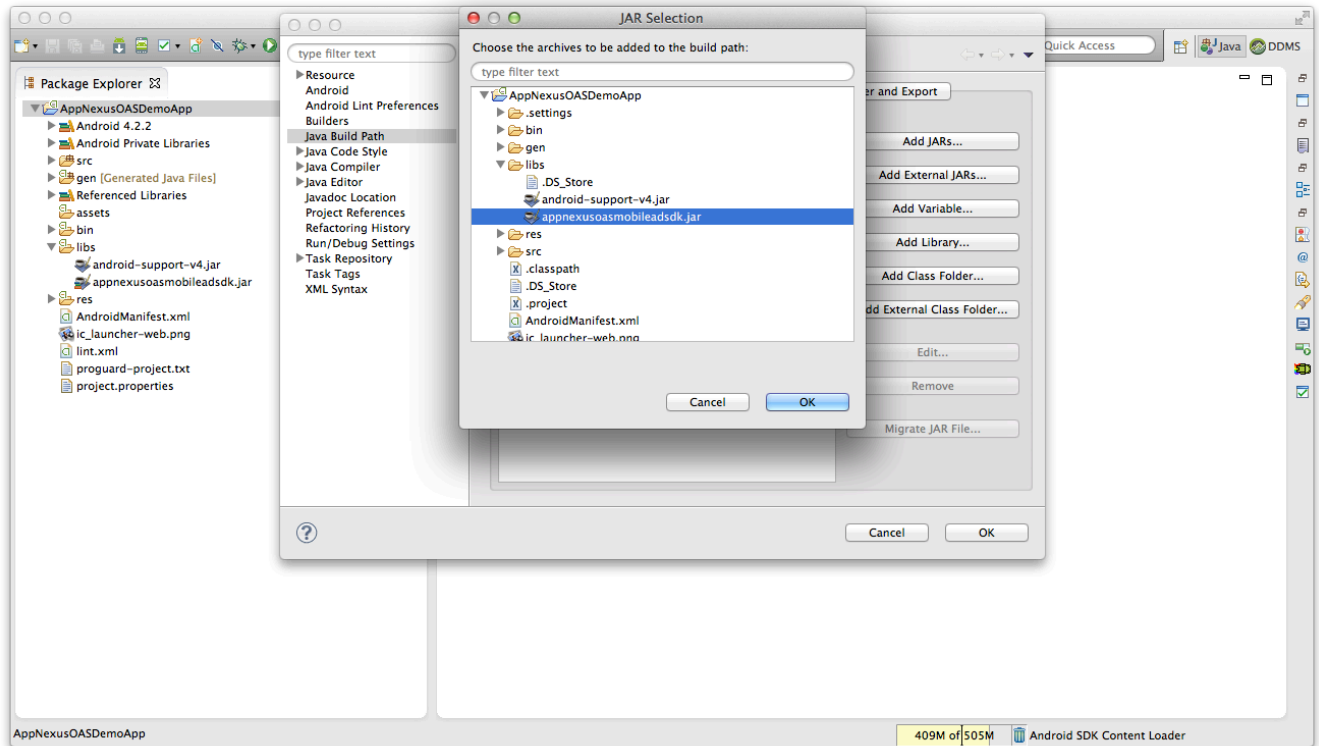 JAR Selection
Quick Access
Java
DDMS
Package Explorer
AppNexusOASDemoApp
Android 4.2.2
Android Private Libraries
src
gen [Generated Java Files]
Referenced Libraries
assets
bin
libs
android-support-v4.jar
appnexusoasmobileadsdk.jar
res
AndroidManifest.xml
ic_launcher-web.png
lint.xml
proguard-project.txt
project.properties
type filter text
Resource
Android
Android Lint Preferences
Builders
Java Build Path
Java Code Style
Java Compiler
Java Editor
Javadoc Location
Project References
Refactoring History
Run/Debug Settings
Task Repository
Task Tags
XML Syntax
Choose the archives to be added to the build path:
type filter text
AppNexusOASDemoApp
.settings
bin
gen
libs
.DS_Store
android-support-v4.jar
appnexusoasmobileadsdk.jar
res
src
.classpath
.DS_Store
.project
AndroidManifest.xml
ic_launcher-web.png
Cancel
OK
er and Export
Add JARs...
Add External JARs...
Add Variable...
Add Library...
Add Class Folder...
dd External Class Folder...
Edit...
Remove
Migrate JAR File...
?
Cancel
OK
AppNexusOASDemoApp
409M of 505M
Android SDK Content Loader